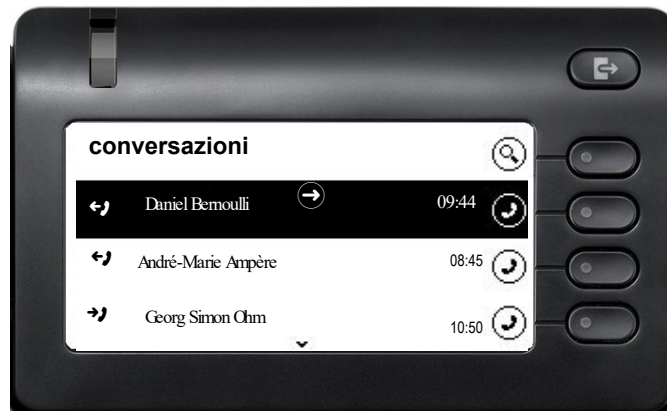 conversazioni
Daniel Bernoulli 09:44
André-Marie Ampère 08:45
Georg Simon Ohm 10:50